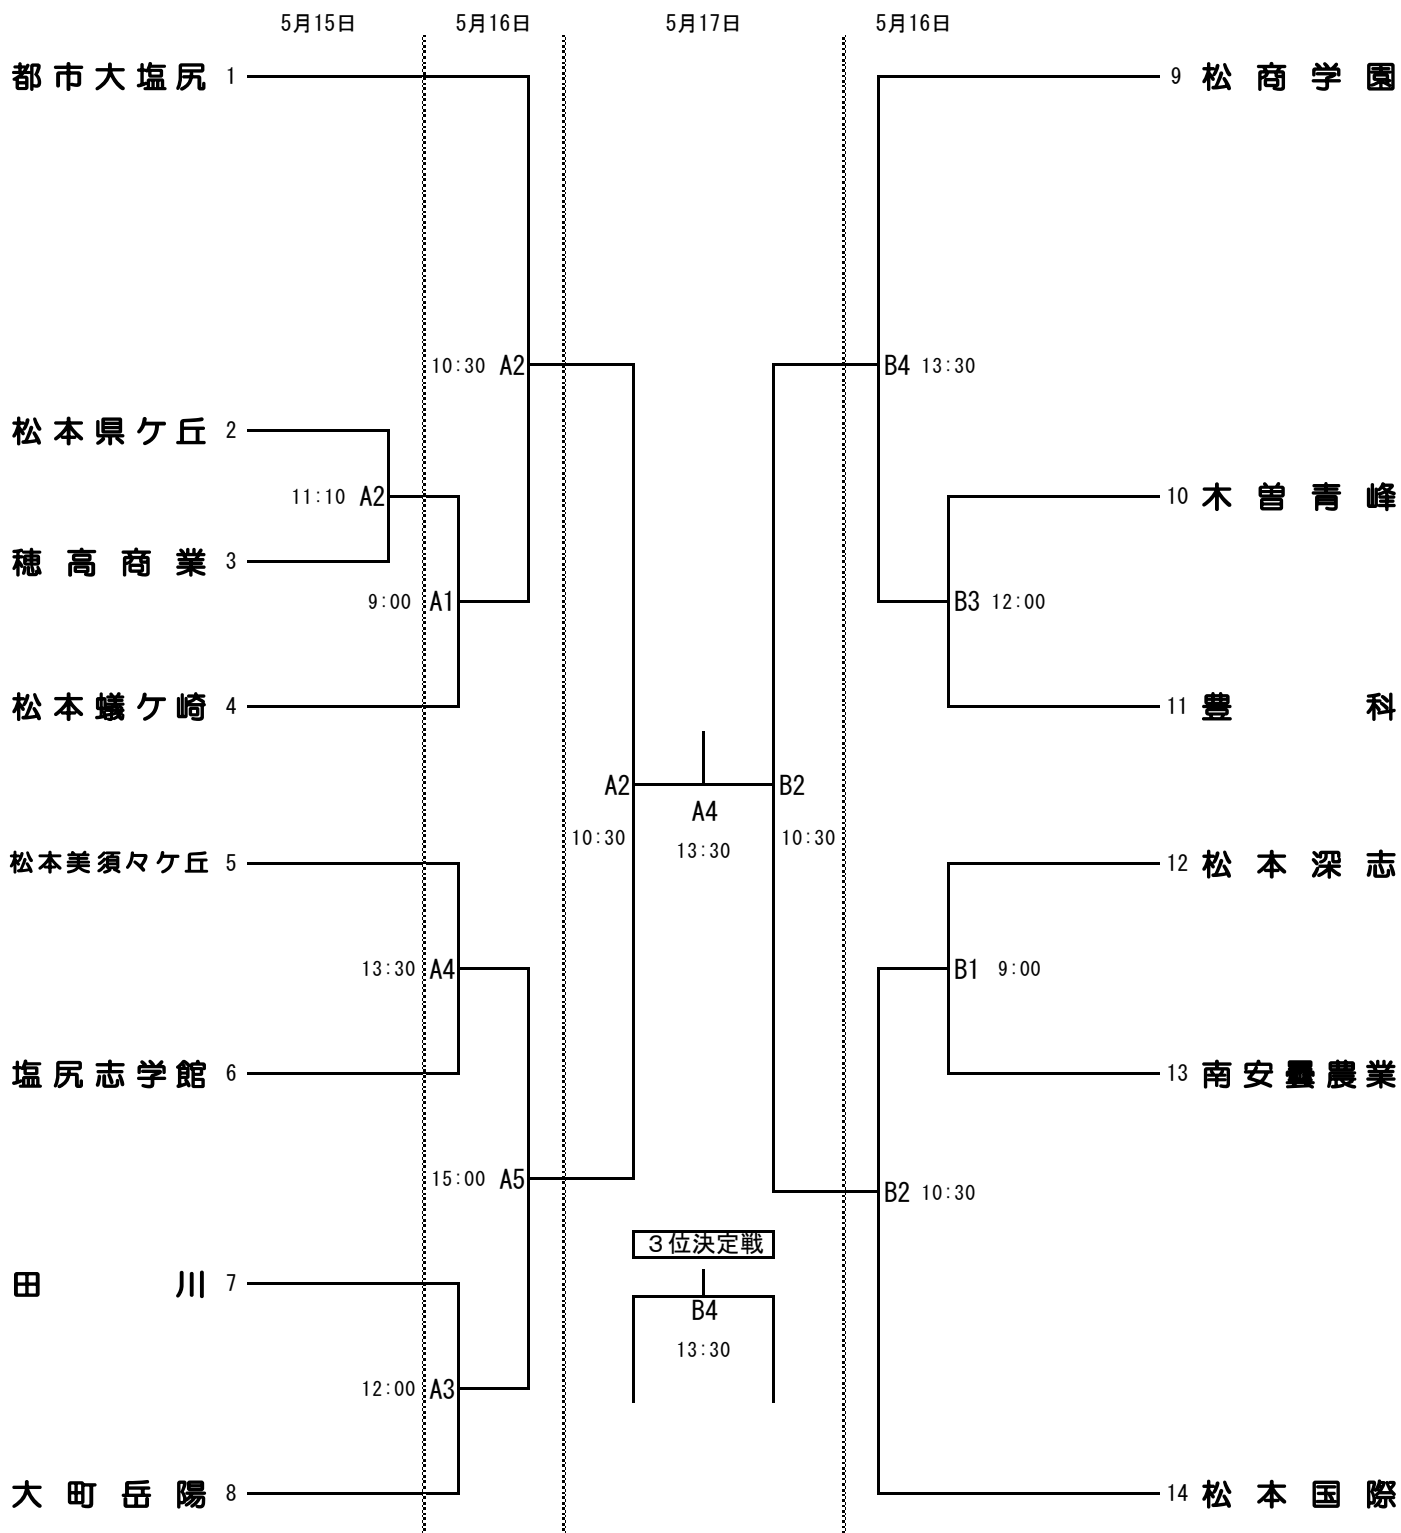 5月15日 5月16日 5月17日 5月16日
都市大塩尻 1 9 松商学園
10:30 A2 B4 13:30
松本県ケ丘 2
11:10 A2 10 木曽青峰
穂高商業 3
9:00 A1 B3 12:00
松本蟻ケ崎 4 11 豊科
A2 B2
A4
10:30 10:30
13:30
松本美須々ケ丘 5 12 松本深志
13:30 A4 B1 9:00
塩尻志学館 6 13 南安曇農業
15:00 A5 B2 10:30
3位決定戦
田川 7
B4
13:30
12:00 A3
大町岳陽 8 14 松本国際